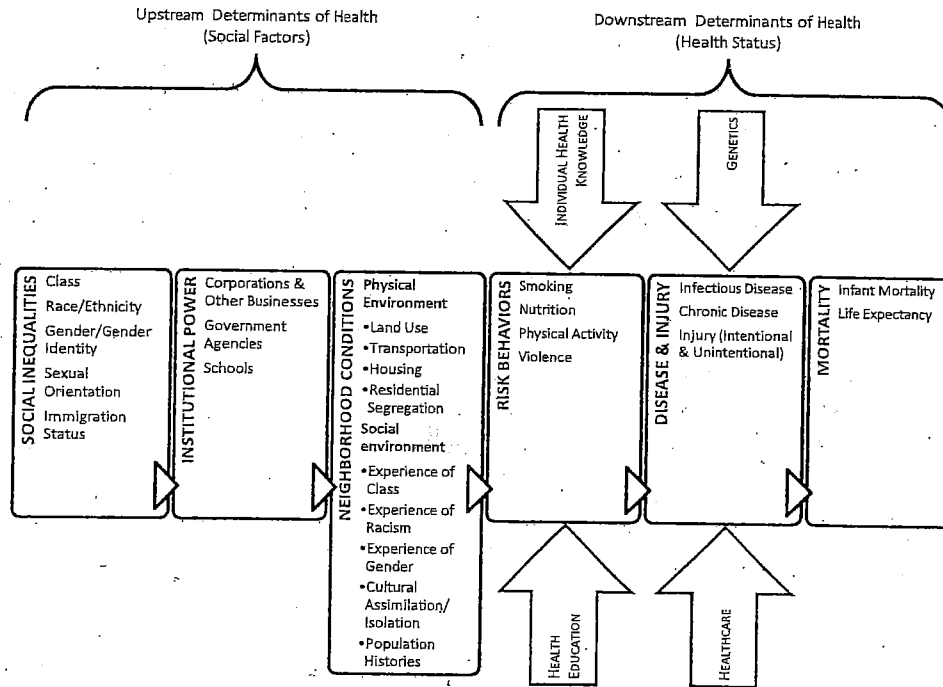 Upstream Determinants of Health
(Social Factors)
Downstream Determinants of Health
(Health Status)
INDIVIDUAL HEALTH
KNOWLEDGE
GENETICS
SOCIAL INEQUALITIES
Class
Race/Ethnicity
Gender/Gender
Identity
Sexual
Orientation
Immigration
Status
INSTITUTIONAL POWER
Corporations &
Other Businesses
Government
Agencies
Schools
NEIGHBORHOOD CONDITIONS
Physical
Environment
•Land Use
•Transportation
•Housing
•Residential
Segregation
Social
environment
•Experience of
Class
•Experience of
Racism
•Experience of
Gender
•Cultural
Assimilation/
Isolation
•Population
Histories
RISK BEHAVIORS
Smoking
Nutrition
Physical Activity
Violence
DISEASE & INJURY
Infectious Disease
Chronic Disease
Injury (Intentional
& Unintentional)
MORTALITY
Infant Mortality
Life Expectancy
HEALTH
EDUCATION
HEALTHCARE